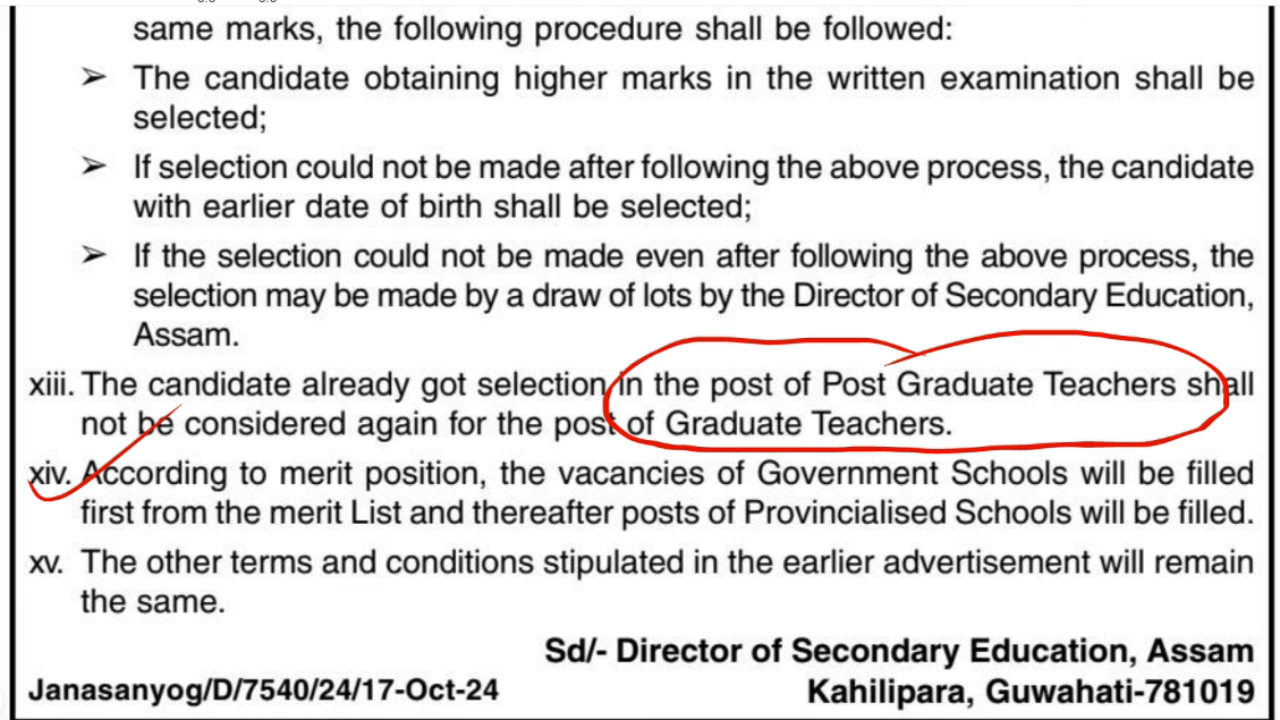 same marks, the following procedure shall be followed:
➢ The candidate obtaining higher marks in the written examination shall be
selected;
➢ If selection could not be made after following the above process, the candidate
with earlier date of birth shall be selected;
➢ If the selection could not be made even after following the above process, the
selection may be made by a draw of lots by the Director of Secondary Education,
Assam.
xiii. The candidate already got selection in the post of Post Graduate Teachers shall
not be considered again for the post of Graduate Teachers.
xiv. According to merit position, the vacancies of Government Schools will be filled
first from the merit List and thereafter posts of Provincialised Schools will be filled.
xv. The other terms and conditions stipulated in the earlier advertisement will remain
the same.
Sd/- Director of Secondary Education, Assam
Janasanyog/D/7540/24/17-Oct-24 Kahilipara, Guwahati-781019